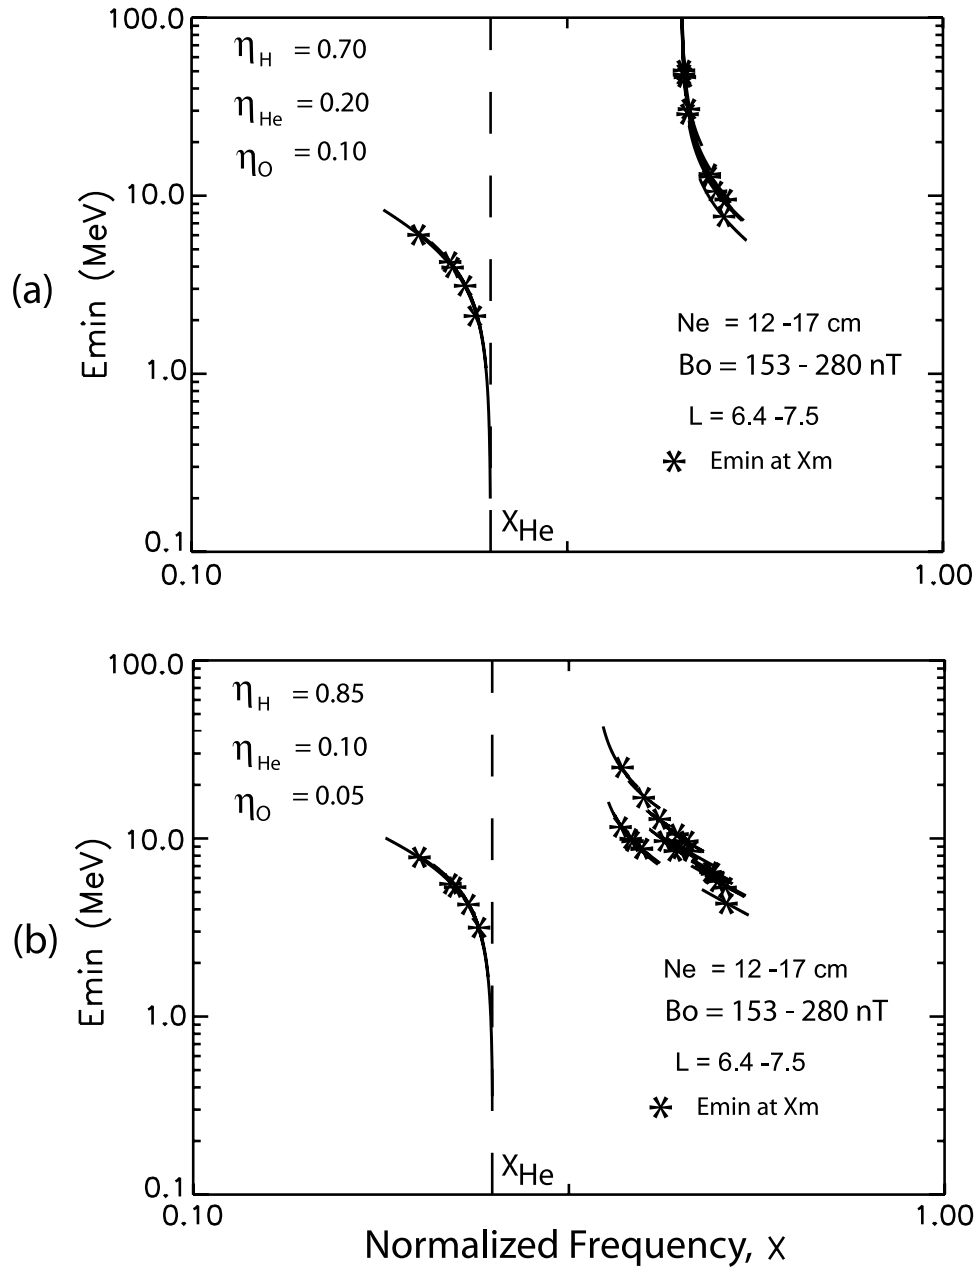 100.0
η_H = 0.70
η_He = 0.20
η_O = 0.10
10.0
Emin (MeV)
(a)
Ne = 12 -17 cm
Bo = 153 - 280 nT
1.0
L = 6.4 -7.5
Emin at Xm
X_He
0.1
0.10
1.00
100.0
η_H = 0.85
η_He = 0.10
η_O = 0.05
10.0
Emin (MeV)
(b)
Ne = 12 -17 cm
Bo = 153 - 280 nT
1.0
L = 6.4 -7.5
Emin at Xm
X_He
0.1
0.10
1.00
Normalized Frequency, X